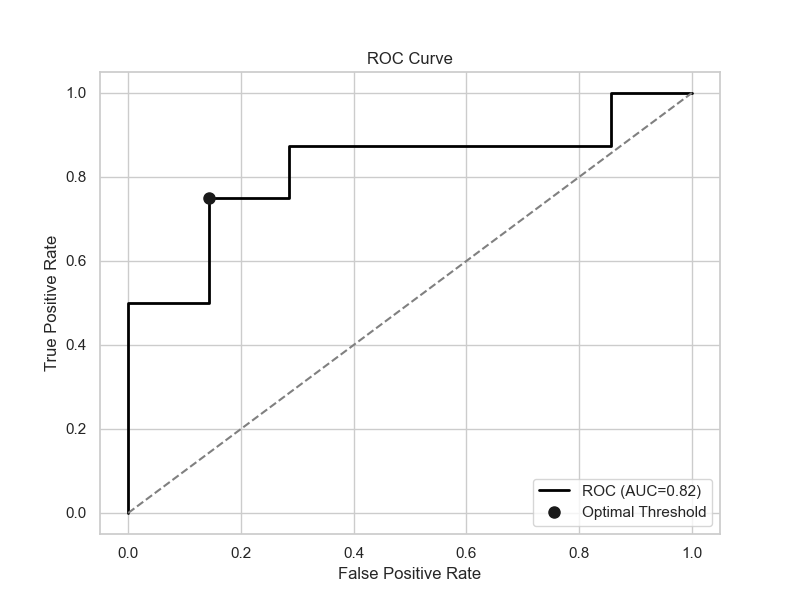 ROC Curve
True Positive Rate
1.0
0.8
0.6
0.4
0.2
0.0
ROC (AUC=0.82)
Optimal Threshold
0.0 0.2 0.4 0.6 0.8 1.0
False Positive Rate